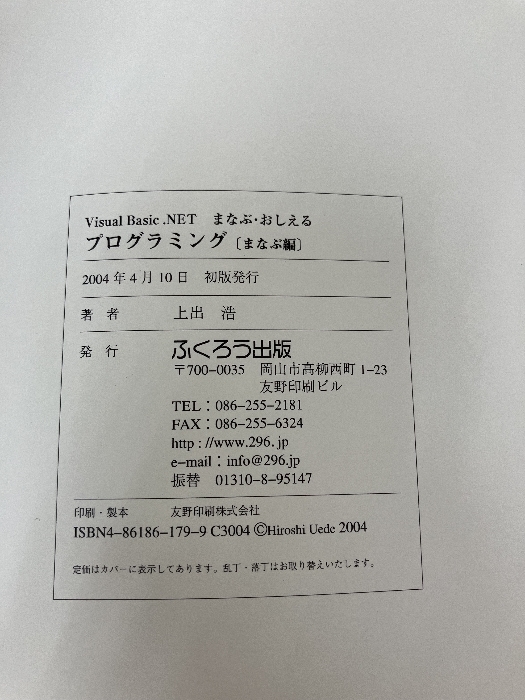 Visual Basic .NET　まなぶ・おしえる
プログラミング〔まなぶ編〕
2004年4月10日　初版発行
著　者　上出　浩
発　行　ふくろう出版
〒700−0035　岡山市高柳西町 1−23
友野印刷ビル
TEL：086−255−2181
FAX：086−255−6324
http : //www.296. jp
e−mail：info@296.jp
振替　01310−8−95147
印刷・製本　友野印刷株式会社
ISBN4−86186−179−9 C3004 ©Hiroshi Uede 2004
定価はカバーに表示してあります。乱丁・落丁はお取り替えいたします。